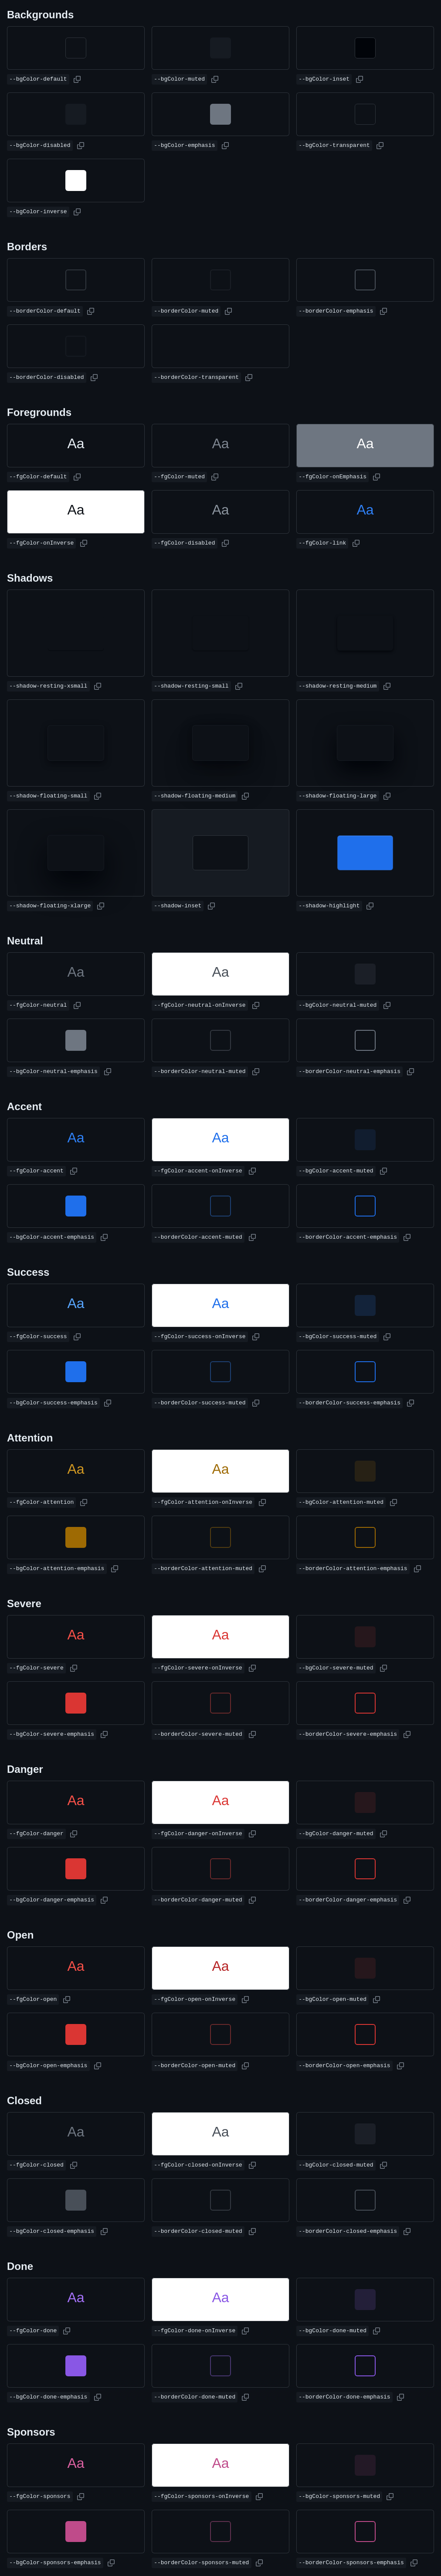 Backgrounds
--bgColor-default --bgColor-muted --bgColor-inset
--bgColor-disabled --bgColor-emphasis --bgColor-transparent
--bgColor-inverse
Borders
--borderColor-default --borderColor-muted --borderColor-emphasis
--borderColor-disabled --borderColor-transparent
Foregrounds
Aa Aa Aa
--fgColor-default --fgColor-muted --fgColor-onEmphasis
Aa Aa Aa
--fgColor-onInverse --fgColor-disabled --fgColor-link
Shadows
--shadow-resting-xsmall --shadow-resting-small --shadow-resting-medium
--shadow-floating-small --shadow-floating-medium --shadow-floating-large
--shadow-floating-xlarge --shadow-inset --shadow-highlight
Neutral
Aa Aa
--fgColor-neutral --fgColor-neutral-onInverse --bgColor-neutral-muted
--bgColor-neutral-emphasis --borderColor-neutral-muted --borderColor-neutral-emphasis
Accent
Aa Aa
--fgColor-accent --fgColor-accent-onInverse --bgColor-accent-muted
--bgColor-accent-emphasis --borderColor-accent-muted --borderColor-accent-emphasis
Success
Aa Aa
--fgColor-success --fgColor-success-onInverse --bgColor-success-muted
--bgColor-success-emphasis --borderColor-success-muted --borderColor-success-emphasis
Attention
Aa Aa
--fgColor-attention --fgColor-attention-onInverse --bgColor-attention-muted
--bgColor-attention-emphasis --borderColor-attention-muted --borderColor-attention-emphasis
Severe
Aa Aa
--fgColor-severe --fgColor-severe-onInverse --bgColor-severe-muted
--bgColor-severe-emphasis --borderColor-severe-muted --borderColor-severe-emphasis
Danger
Aa Aa
--fgColor-danger --fgColor-danger-onInverse --bgColor-danger-muted
--bgColor-danger-emphasis --borderColor-danger-muted --borderColor-danger-emphasis
Open
Aa Aa
--fgColor-open --fgColor-open-onInverse --bgColor-open-muted
--bgColor-open-emphasis --borderColor-open-muted --borderColor-open-emphasis
Closed
Aa Aa
--fgColor-closed --fgColor-closed-onInverse --bgColor-closed-muted
--bgColor-closed-emphasis --borderColor-closed-muted --borderColor-closed-emphasis
Done
Aa Aa
--fgColor-done --fgColor-done-onInverse --bgColor-done-muted
--bgColor-done-emphasis --borderColor-done-muted --borderColor-done-emphasis
Sponsors
Aa Aa
--fgColor-sponsors --fgColor-sponsors-onInverse --bgColor-sponsors-muted
--bgColor-sponsors-emphasis --borderColor-sponsors-muted --borderColor-sponsors-emphasis